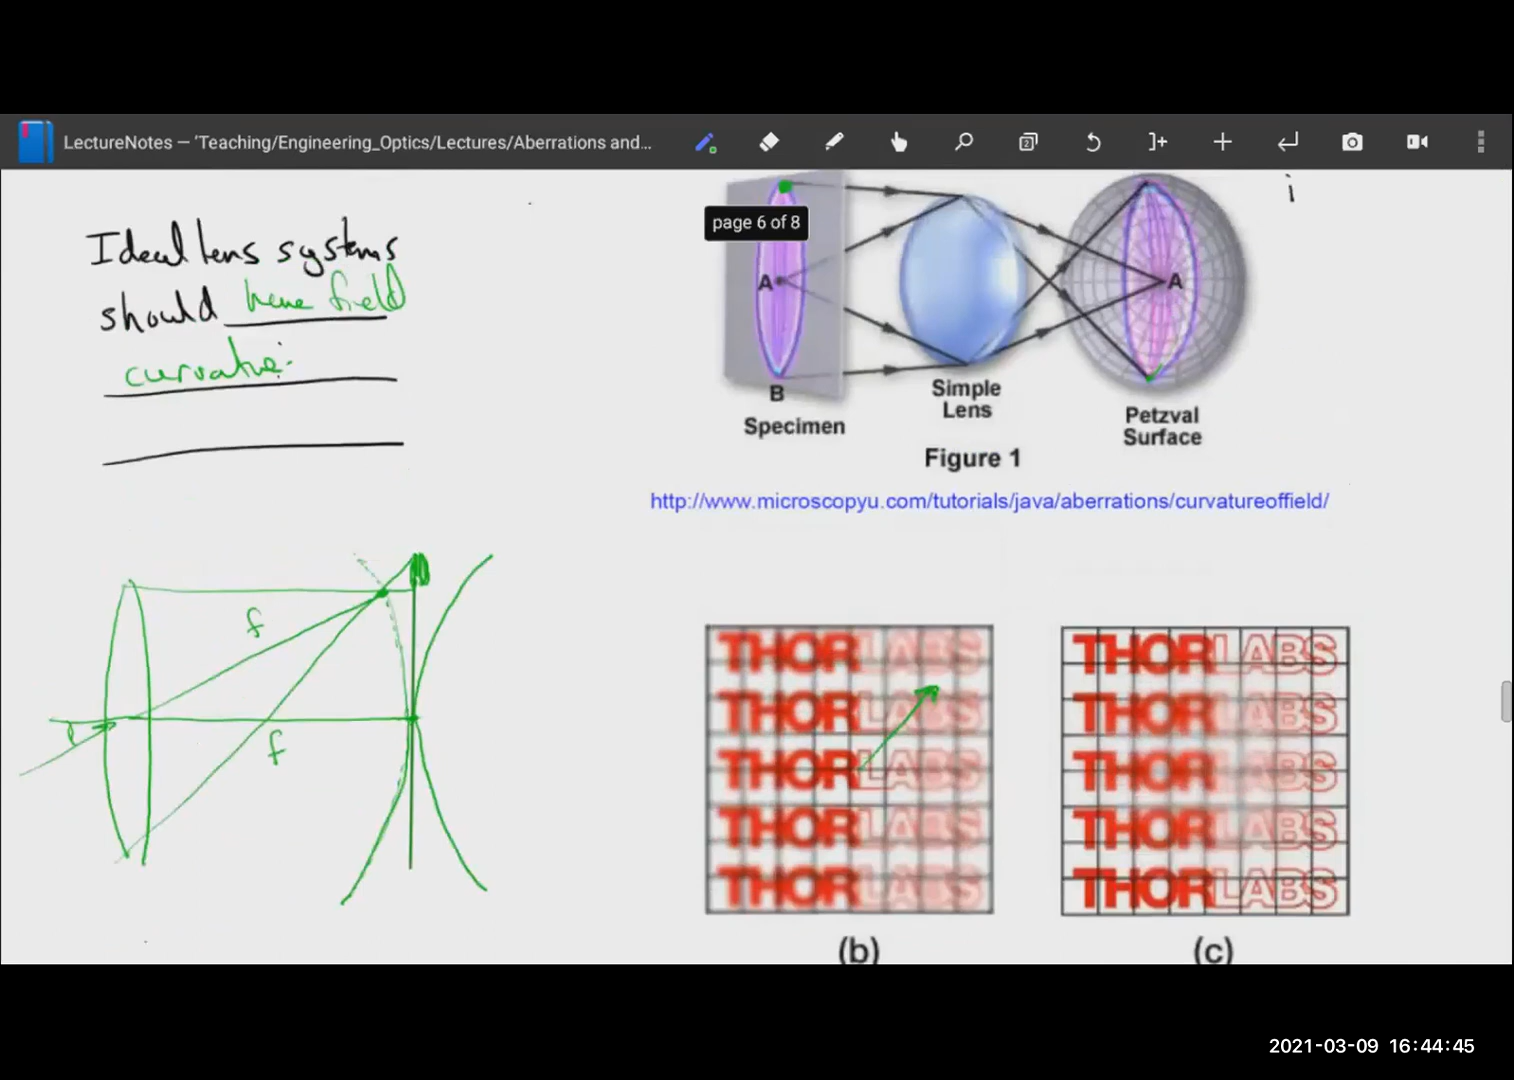 LectureNotes — ‘Teaching/Engineering_Optics/Lectures/Aberrations and...
2
page 6 of 8
i
Ideal lens systems
should have field
curvature.
A
A
B
Specimen
Simple
Lens
Petzval
Surface
Figure 1
http://www.microscopyu.com/tutorials/java/aberrations/curvatureoffield/
f
f
THORLABS
THORLABS
THORLABS
THORLABS
THORLABS
THORLABS
THORLABS
THORLABS
THORLABS
THORLABS
(b)
(c)
2021-03-09 16:44:45